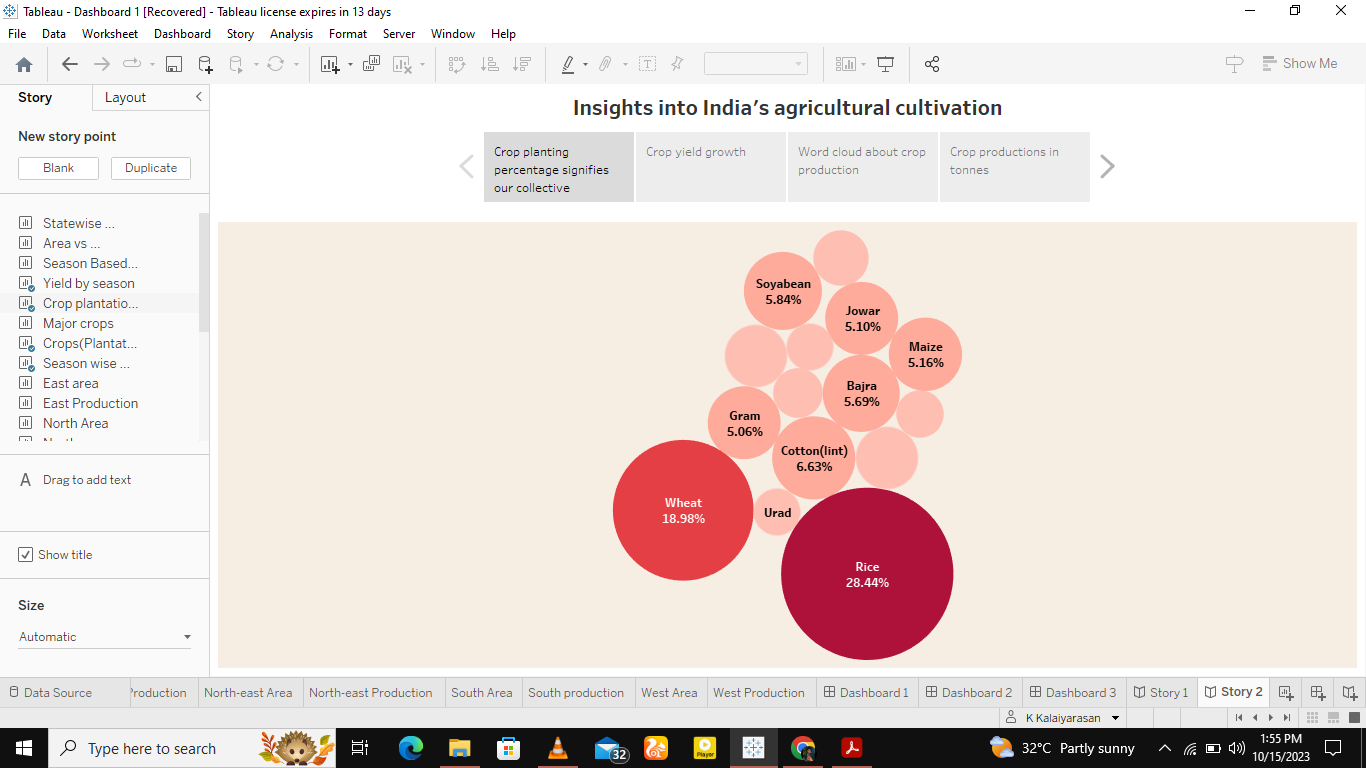 Tableau - Dashboard 1 [Recovered] - Tableau license expires in 13 days
File Data Worksheet Dashboard Story Analysis Format Server Window Help
Show Me
Story Layout
New story point
Blank Duplicate
Statewise ...
Area vs ...
Season Based...
Yield by season
Crop plantatio...
Major crops
Crops(Plantat...
Season wise ...
East area
East Production
North Area
A Drag to add text
Show title
Size
Automatic
Insights into India's agricultural cultivation
Crop planting
percentage signifies
our collective
Crop yield growth
Word cloud about crop
production
Crop productions in
tonnes
Soyabean
5.84%
Jowar
5.10%
Maize
5.16%
Bajra
5.69%
Gram
5.06%
Cotton(lint)
6.63%
Wheat
18.98%
Urad
Rice
28.44%
Data Source Production North-east Area North-east Production South Area South production West Area West Production Dashboard 1 Dashboard 2 Dashboard 3 Story 1 Story 2
K Kalaiyarasan
Type here to search
32
Player
32°C Partly sunny
1:55 PM
10/15/2023